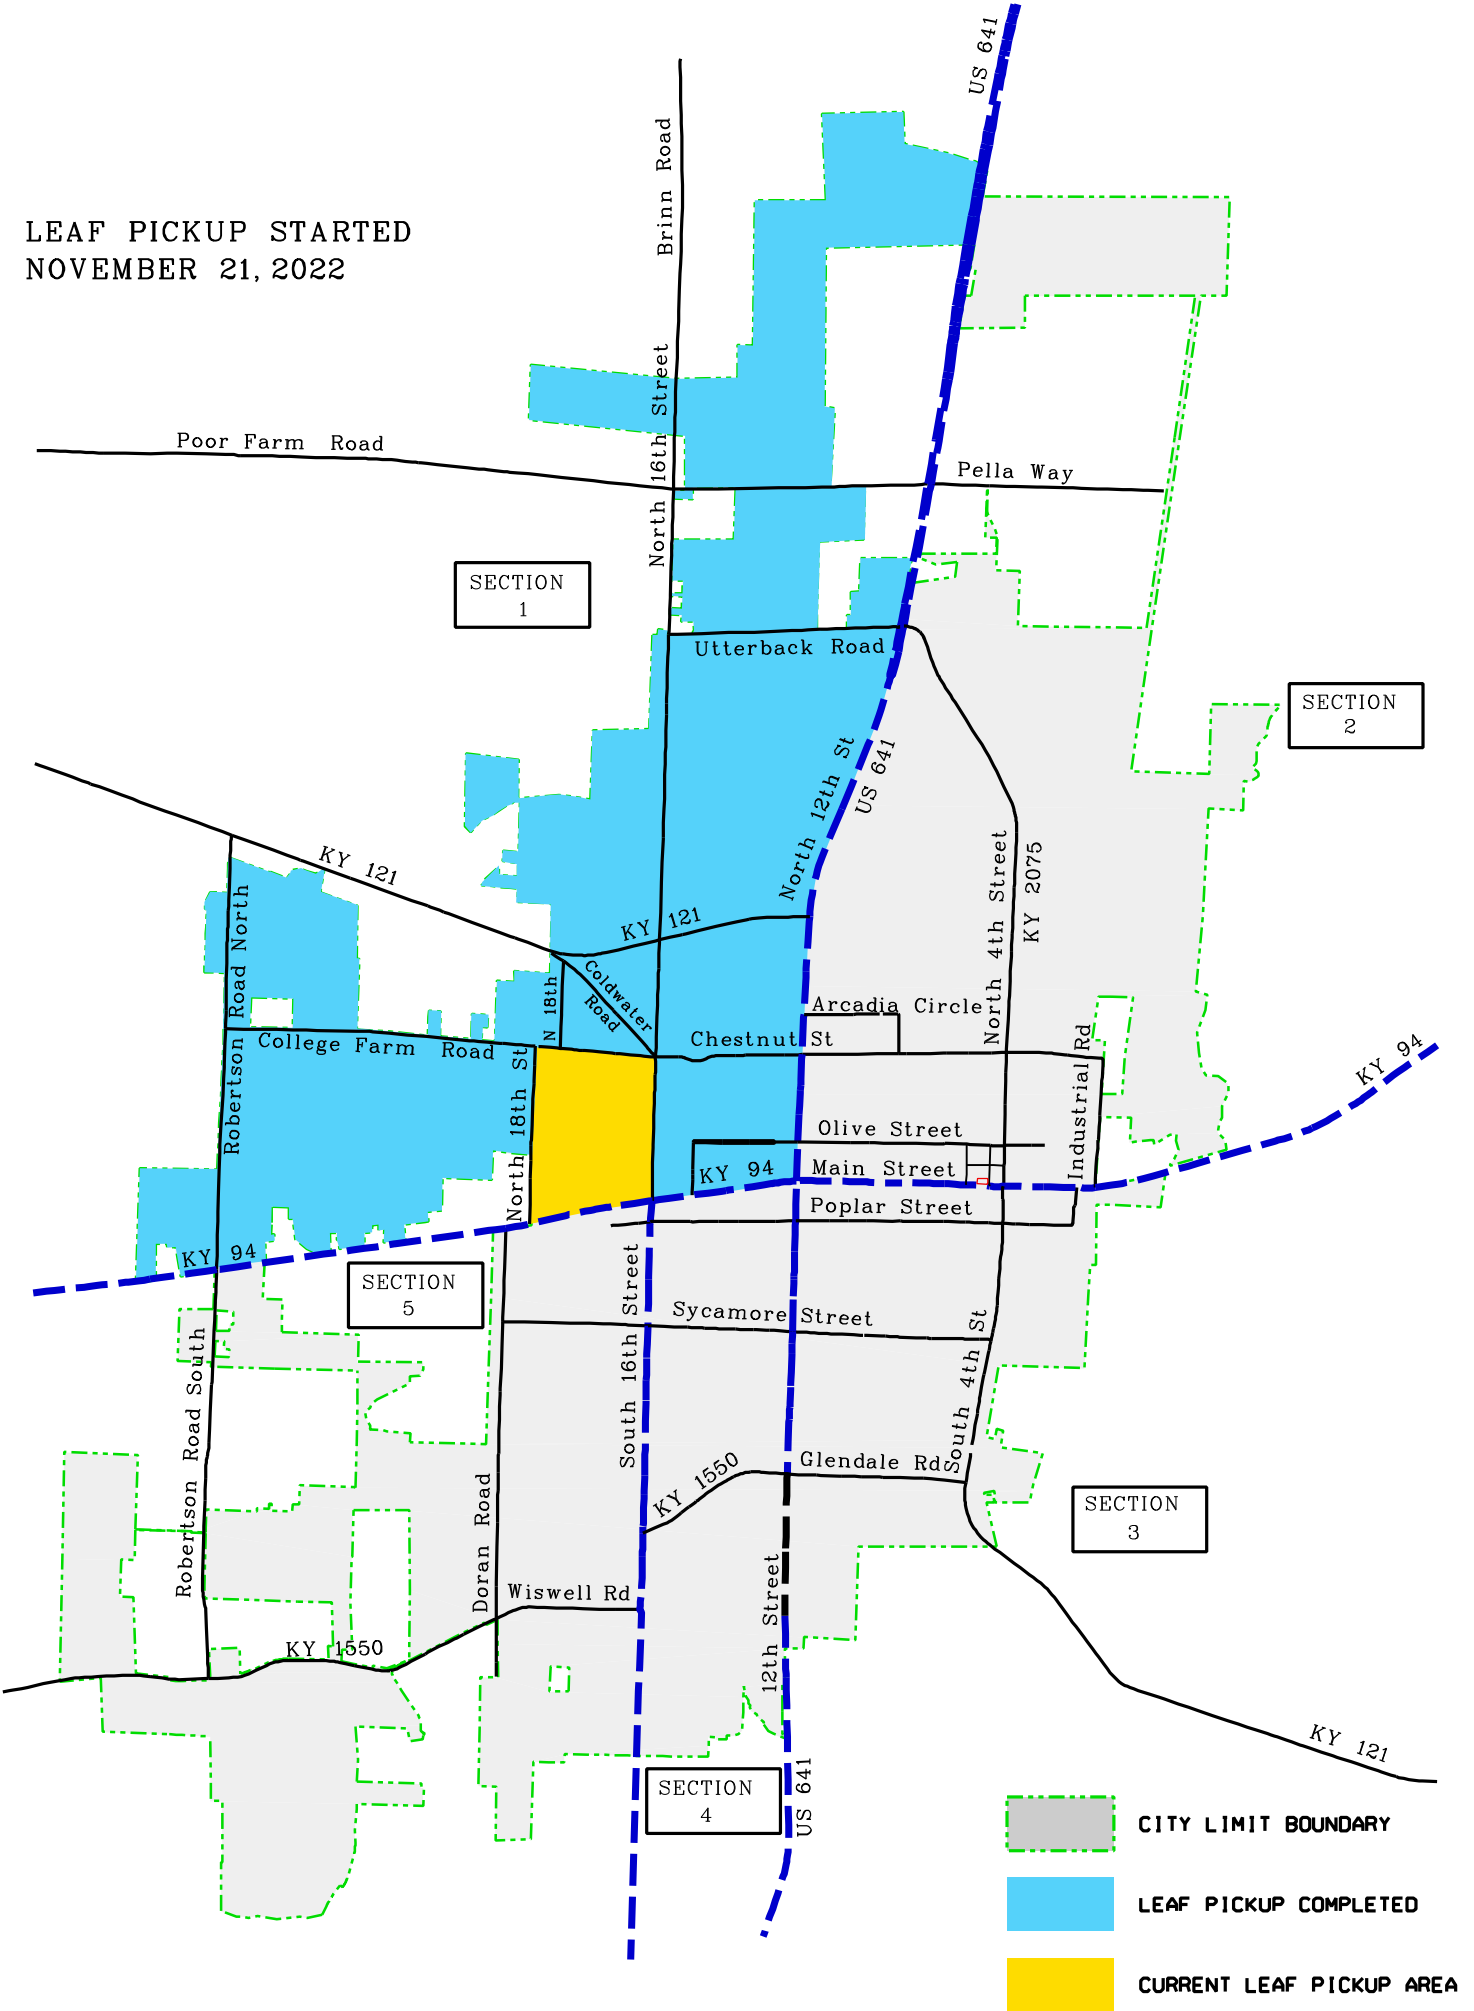 US 641
Brinn Road
LEAF PICKUP STARTED
NOVEMBER 21, 2022
North 16th Street
Poor Farm Road
Pella Way
SECTION
1
Utterback Road
SECTION
2
North 12th St
US 641
KY 121
North 4th Street
KY 2075
Robertson Road North
KY 121
Coldwater
Road
N 18th
Arcadia Circle
Chestnut St
College Farm Road
Industrial Rd
KY 94
North 18th St
Olive Street
Main Street
KY 94
Poplar Street
KY 94
SECTION
5
South 16th Street
Sycamore Street
South 4th St
Robertson Road South
Glendale Rd
KY 1550
SECTION
3
Doran Road
Wiswell Rd
12th Street
KY 1550
KY 121
SECTION
4
US 641
CITY LIMIT BOUNDARY
LEAF PICKUP COMPLETED
CURRENT LEAF PICKUP AREA